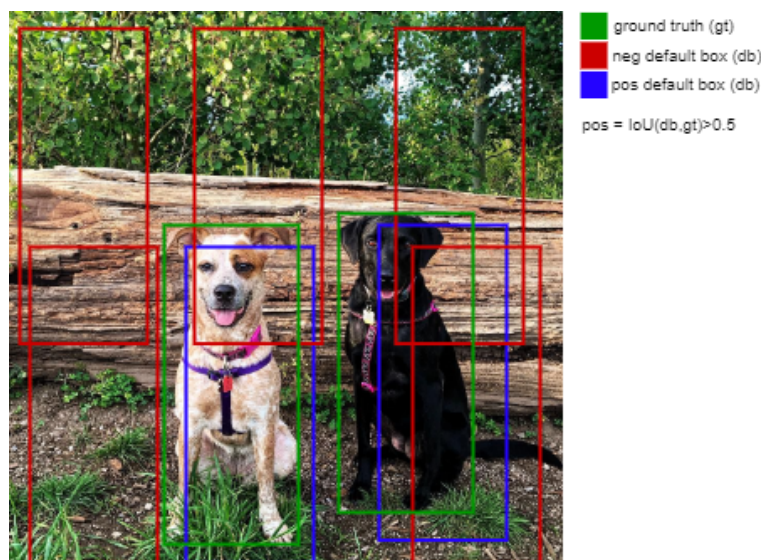 ground truth (gt)
neg default box (db)
pos default box (db)
pos = IoU(db,gt)>0.5